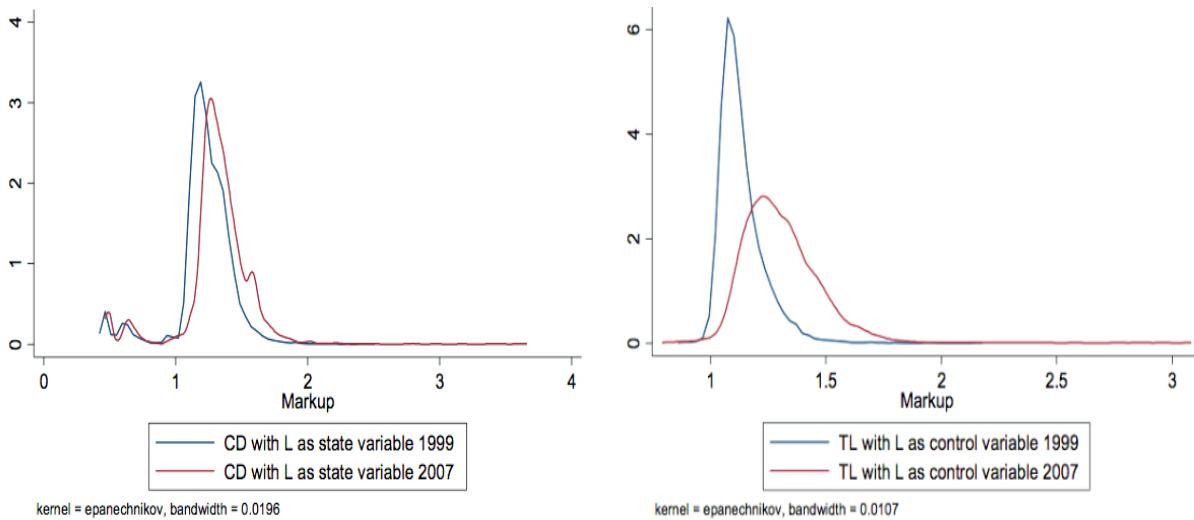 4
3
2
1
0
0 1 2 3 4
Markup
CD with L as state variable 1999
CD with L as state variable 2007
kernel = epanechnikov, bandwidth = 0.0196
6
4
2
0
1 1.5 2 2.5 3
Markup
TL with L as control variable 1999
TL with L as control variable 2007
kernel = epanechnikov, bandwidth = 0.0107